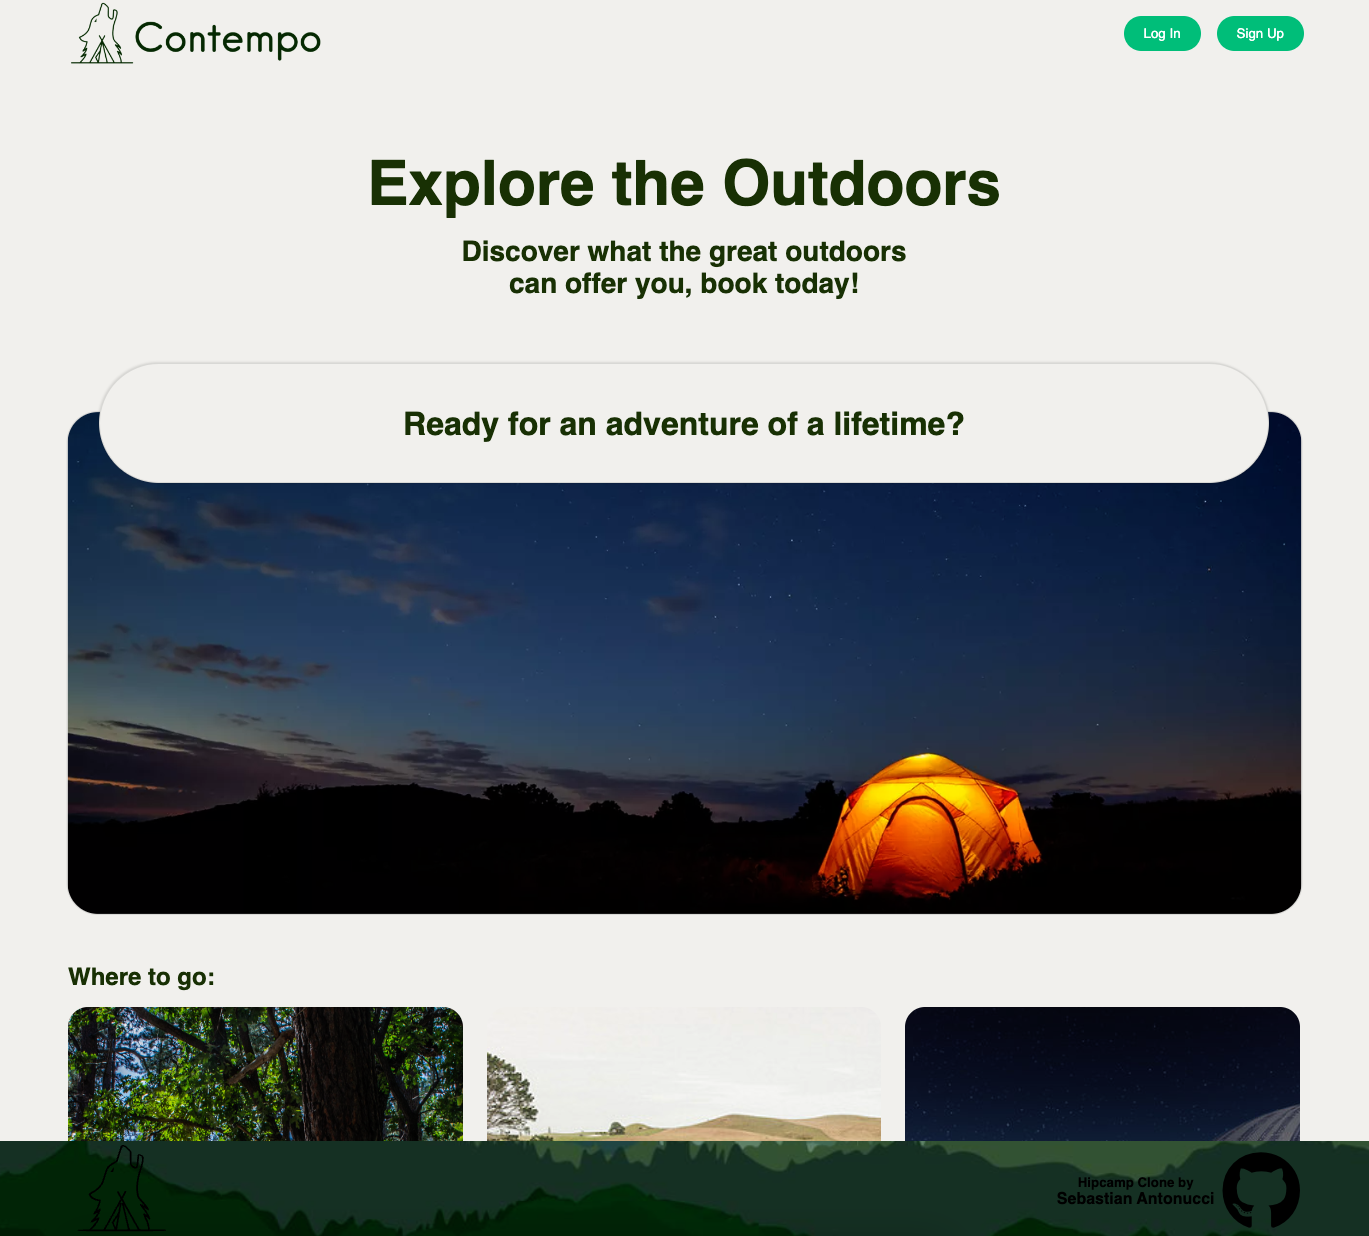 Contempo
Log In
Sign Up
Explore the Outdoors
Discover what the great outdoors
can offer you, book today!
Ready for an adventure of a lifetime?
Where to go:
Hipcamp Clone by
Sebastian Antonucci